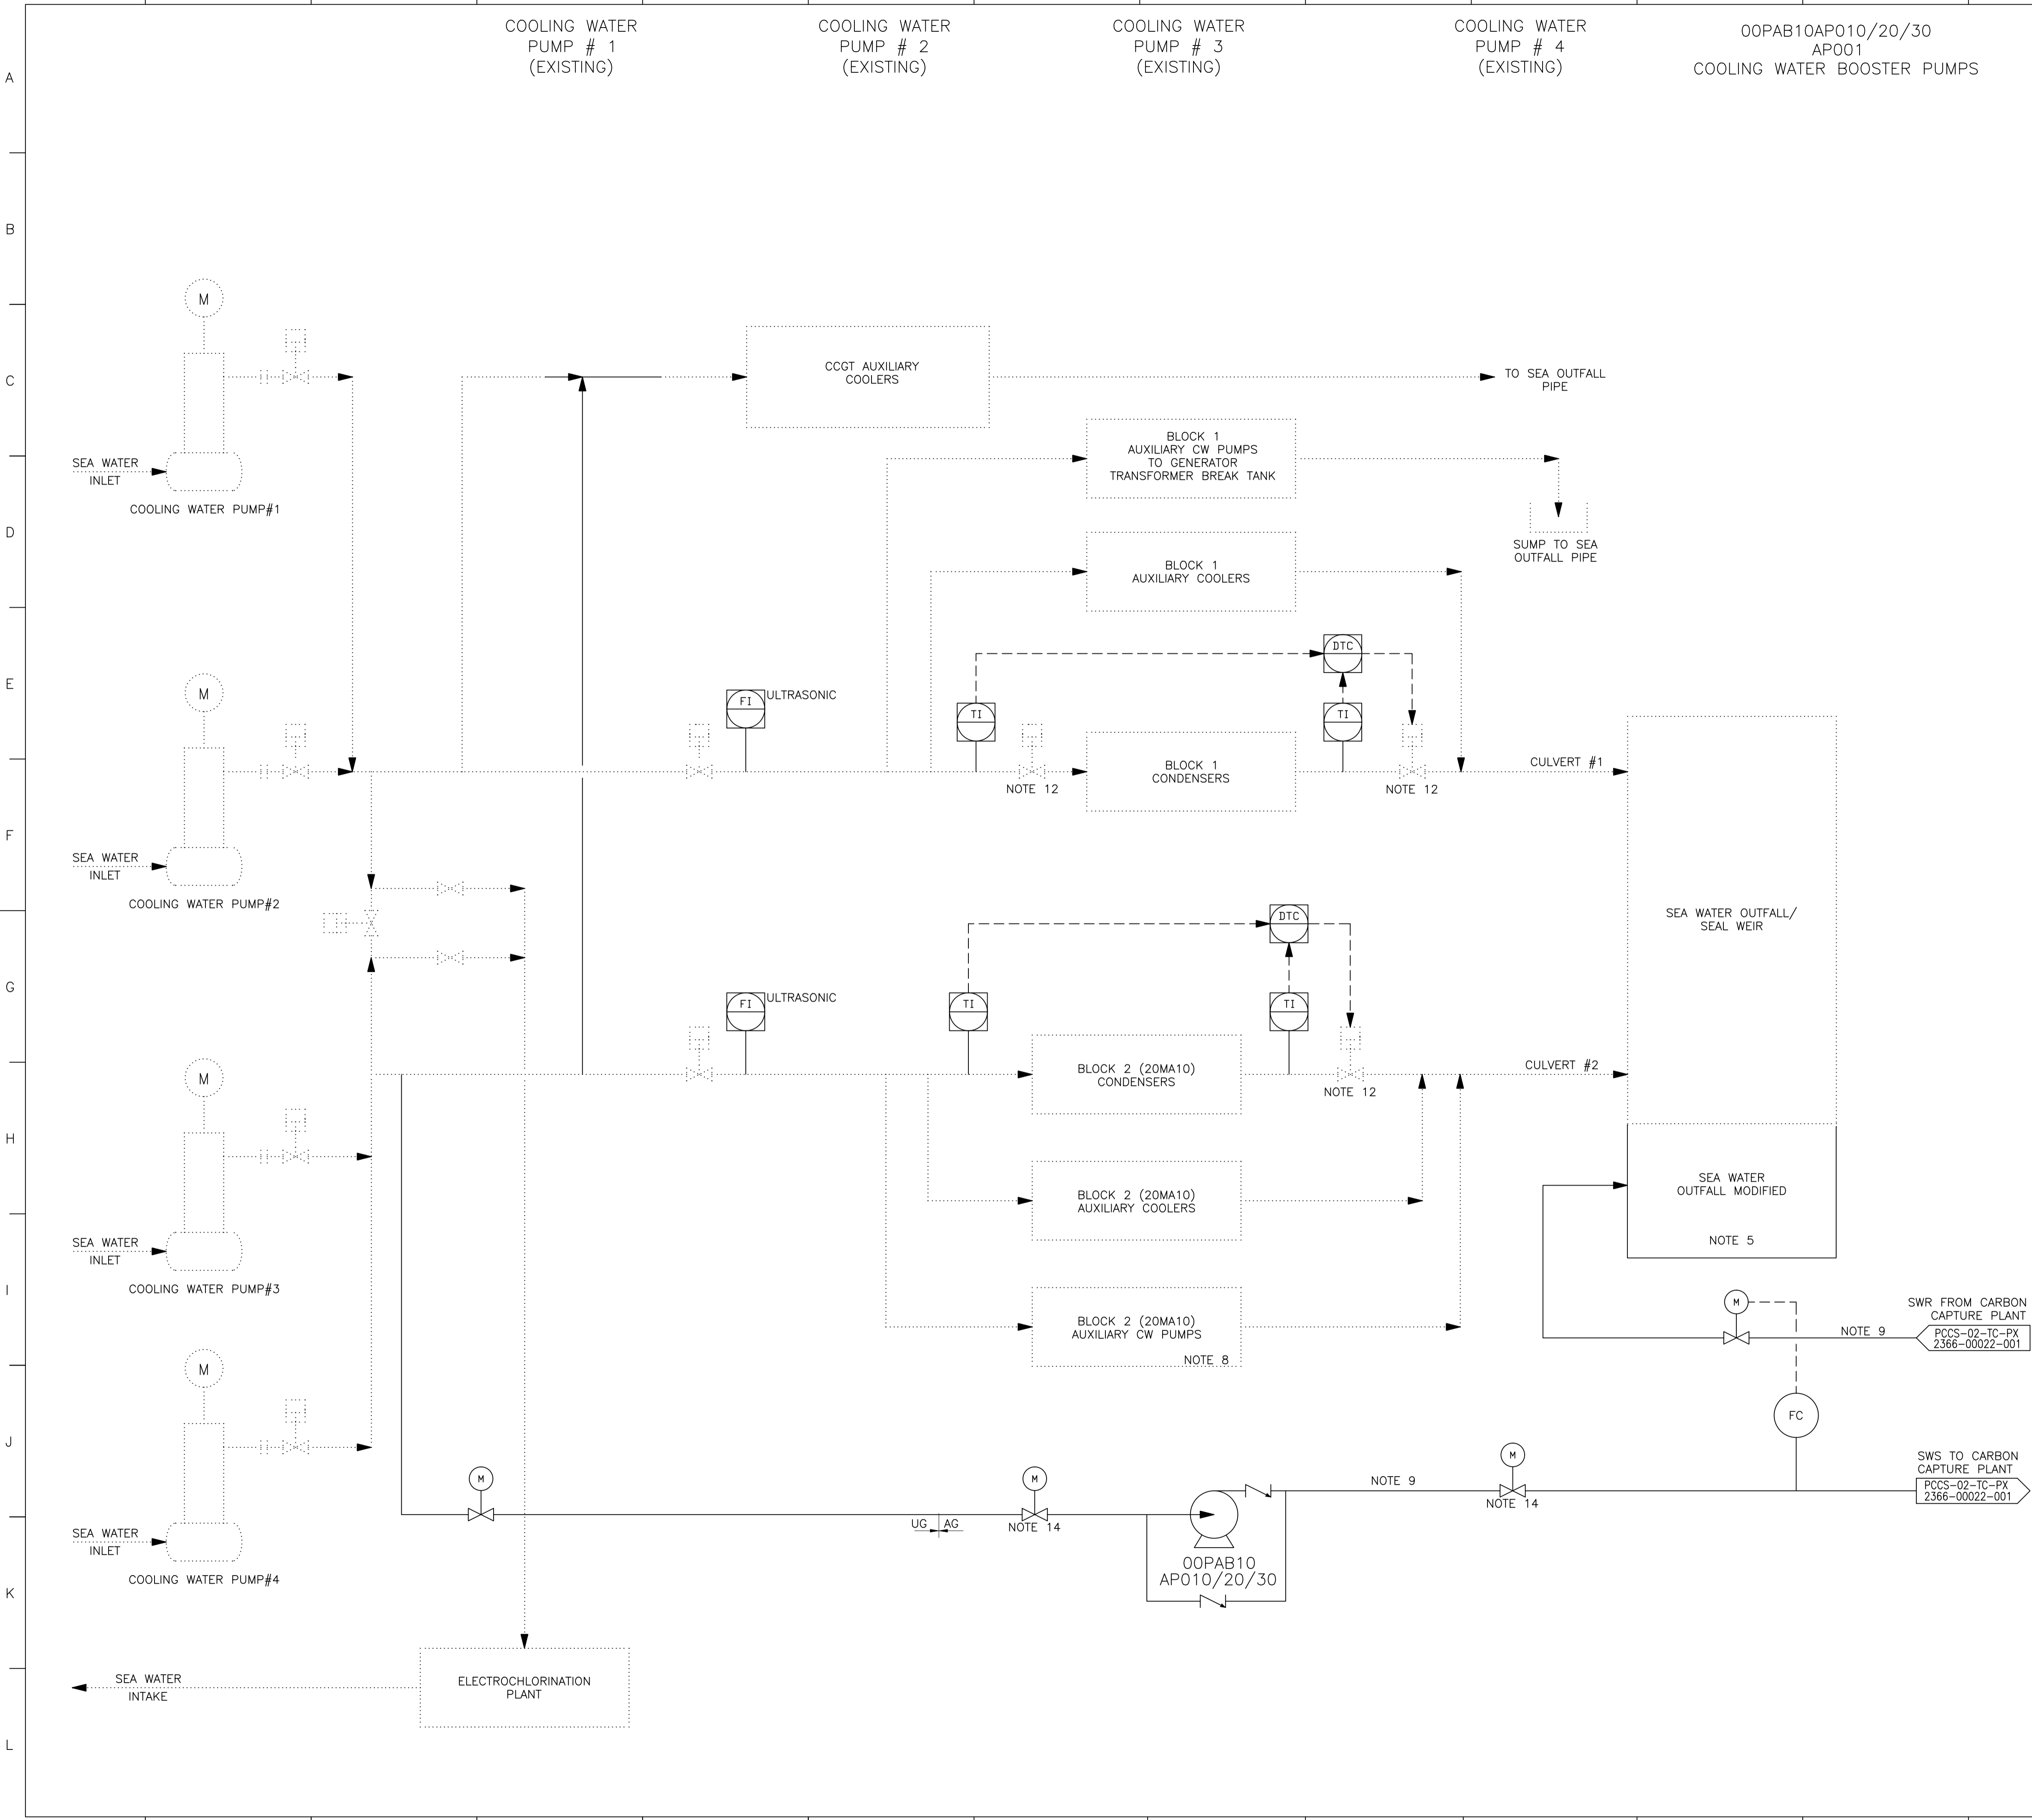 COOLING WATER
PUMP # 1
(EXISTING)
COOLING WATER
PUMP # 2
(EXISTING)
COOLING WATER
PUMP # 3
(EXISTING)
COOLING WATER
PUMP # 4
(EXISTING)
00PAB10AP010/20/30
AP001
COOLING WATER BOOSTER PUMPS
A
B
C
D
E
F
G
H
I
J
K
L
M
SEA WATER
INLET
COOLING WATER PUMP#1
CCGT AUXILIARY
COOLERS
TO SEA OUTFALL
PIPE
BLOCK 1
AUXILIARY CW PUMPS
TO GENERATOR
TRANSFORMER BREAK TANK
SUMP TO SEA
OUTFALL PIPE
BLOCK 1
AUXILIARY COOLERS
M
SEA WATER
INLET
COOLING WATER PUMP#2
FI
ULTRASONIC
TI
DTC
TI
NOTE 12
BLOCK 1
CONDENSERS
NOTE 12
CULVERT #1
SEA WATER OUTFALL/
SEAL WEIR
FI
ULTRASONIC
TI
DTC
TI
BLOCK 2 (20MA10)
CONDENSERS
NOTE 12
CULVERT #2
M
SEA WATER
INLET
COOLING WATER PUMP#3
BLOCK 2 (20MA10)
AUXILIARY COOLERS
SEA WATER
OUTFALL MODIFIED
NOTE 5
BLOCK 2 (20MA10)
AUXILIARY CW PUMPS
NOTE 8
M
NOTE 9
SWR FROM CARBON
CAPTURE PLANT
PCCS-02-TC-PX
2366-00022-001
FC
M
SEA WATER
INLET
COOLING WATER PUMP#4
M
UG
AG
M
NOTE 14
00PAB10
AP010/20/30
NOTE 9
M
NOTE 14
SWS TO CARBON
CAPTURE PLANT
PCCS-02-TC-PX
2366-00022-001
SEA WATER
INTAKE
ELECTROCHLORINATION
PLANT